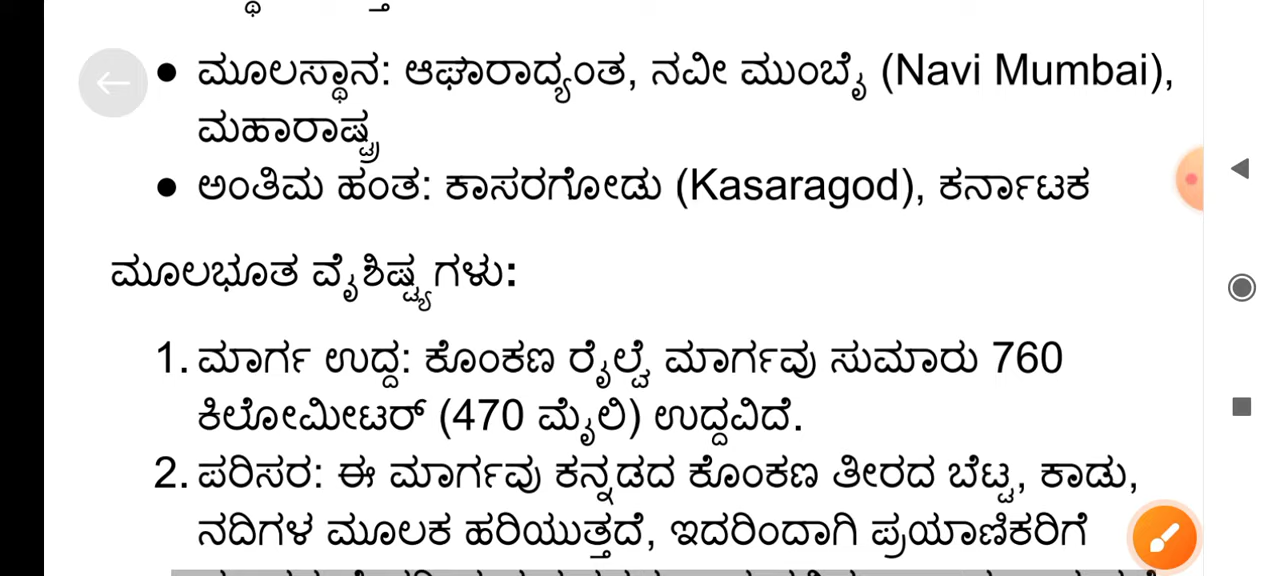 ● ಮೂಲಸ್ಥಾನ: ಆಘಾರಾದ್ಯಂತ, ನವೀ ಮುಂಬೈ (Navi Mumbai),
ಮಹಾರಾಷ್ಟ್ರ
● ಅಂತಿಮ ಹಂತ: ಕಾಸರಗೋಡು (Kasaragod), ಕರ್ನಾಟಕ
ಮೂಲಭೂತ ವೈಶಿಷ್ಟ್ಯಗಳು:
1. ಮಾರ್ಗ ಉದ್ದ: ಕೊಂಕಣ ರೈಲ್ವೆ ಮಾರ್ಗವು ಸುಮಾರು 760
ಕಿಲೋಮೀಟರ್ (470 ಮೈಲಿ) ಉದ್ದವಿದೆ.
2. ಪರಿಸರ: ಈ ಮಾರ್ಗವು ಕನ್ನಡದ ಕೊಂಕಣ ತೀರದ ಬೆಟ್ಟ, ಕಾಡು,
ನದಿಗಳ ಮೂಲಕ ಹರಿಯುತ್ತದೆ, ಇದರಿಂದಾಗಿ ಪ್ರಯಾಣಿಕರಿಗೆ